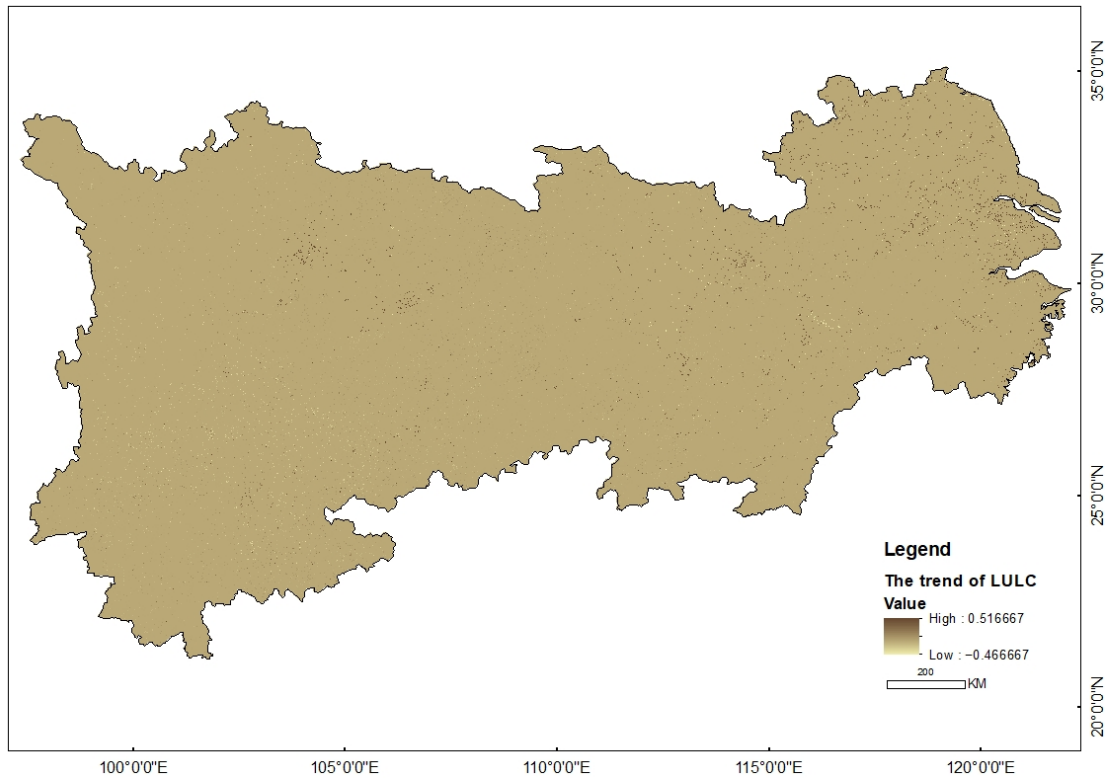 35°0'0"N
30°0'0"N
25°0'0"N
20°0'0"N
Legend
The trend of LULC
Value
High : 0.516667
Low : −0.466667
200
KM
100°0'0"E 105°0'0"E 110°0'0"E 115°0'0"E 120°0'0"E